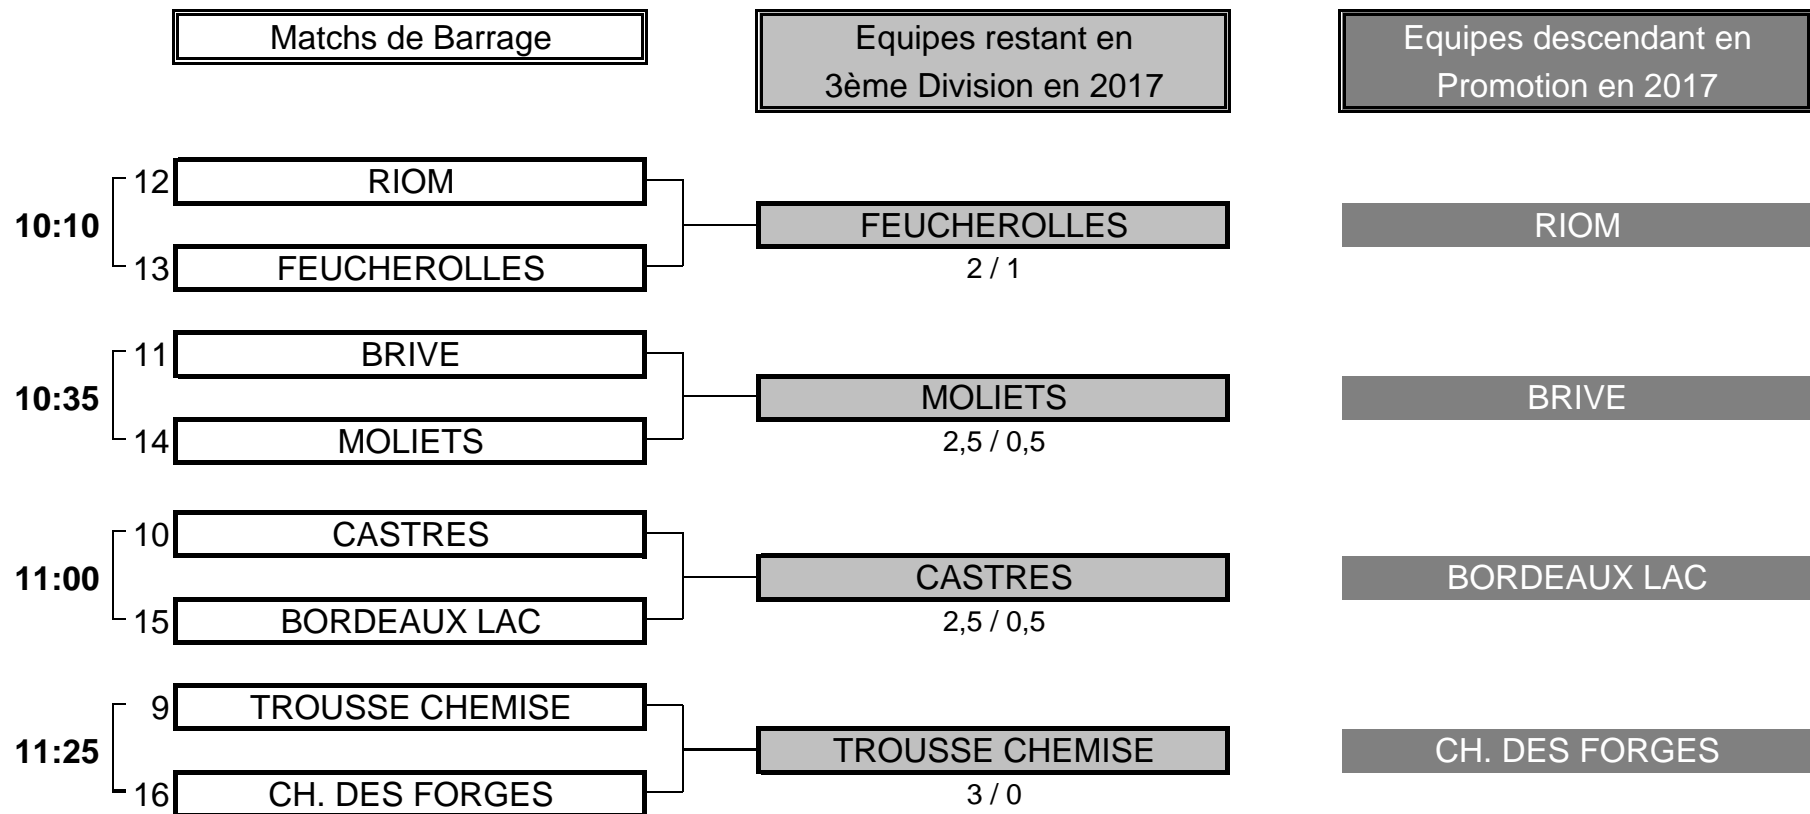 Matchs de Barrage
Equipes restant en
3ème Division en 2017
Equipes descendant en
Promotion en 2017
12 RIOM
10:10 FEUCHEROLLES RIOM
13 FEUCHEROLLES 2 / 1
11 BRIVE
10:35 MOLIETS BRIVE
14 MOLIETS 2,5 / 0,5
10 CASTRES
11:00 CASTRES BORDEAUX LAC
15 BORDEAUX LAC 2,5 / 0,5
9 TROUSSE CHEMISE
11:25 TROUSSE CHEMISE CH. DES FORGES
16 CH. DES FORGES 3 / 0